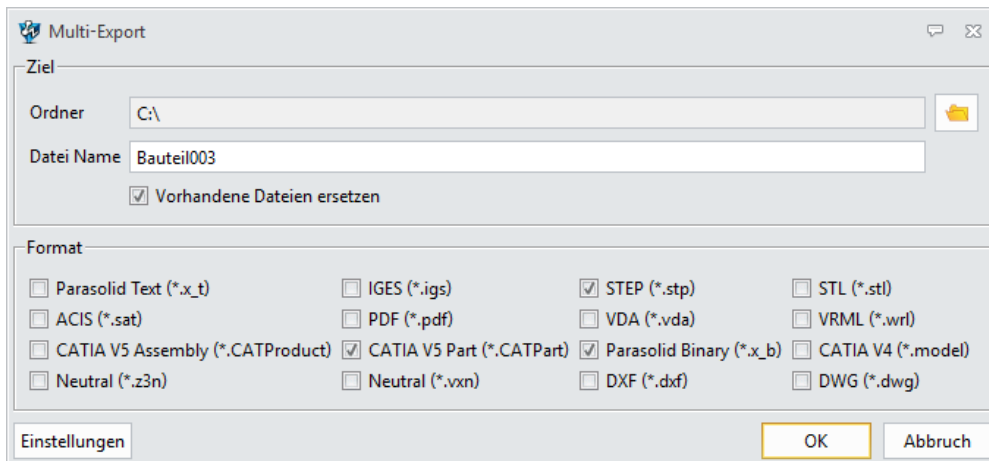 Multi-Export
Ziel
Ordner C:\
Datei Name Bauteil003
Vorhandene Dateien ersetzen
Format
Parasolid Text (*.x_t) IGES (*.igs) STEP (*.stp) STL (*.stl)
ACIS (*.sat) PDF (*.pdf) VDA (*.vda) VRML (*.wrl)
CATIA V5 Assembly (*.CATProduct) CATIA V5 Part (*.CATPart) Parasolid Binary (*.x_b) CATIA V4 (*.model)
Neutral (*.z3n) Neutral (*.vxn) DXF (*.dxf) DWG (*.dwg)
Einstellungen OK Abbruch